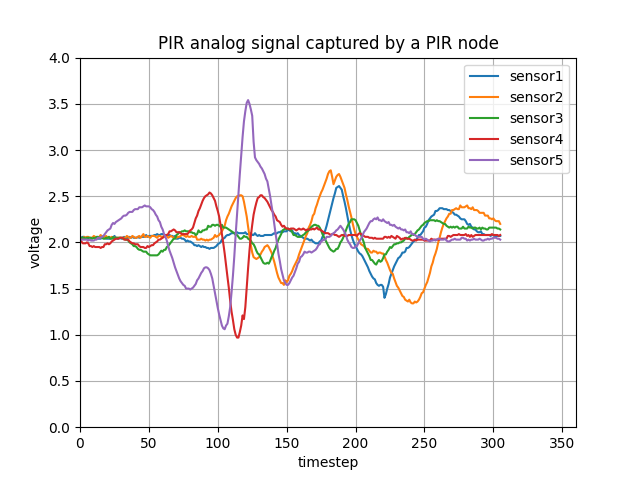 PIR analog signal captured by a PIR node
4.0
3.5
3.0
2.5
2.0
1.5
1.0
0.5
0.0
voltage
sensor1
sensor2
sensor3
sensor4
sensor5
0 50 100 150 200 250 300 350
timestep